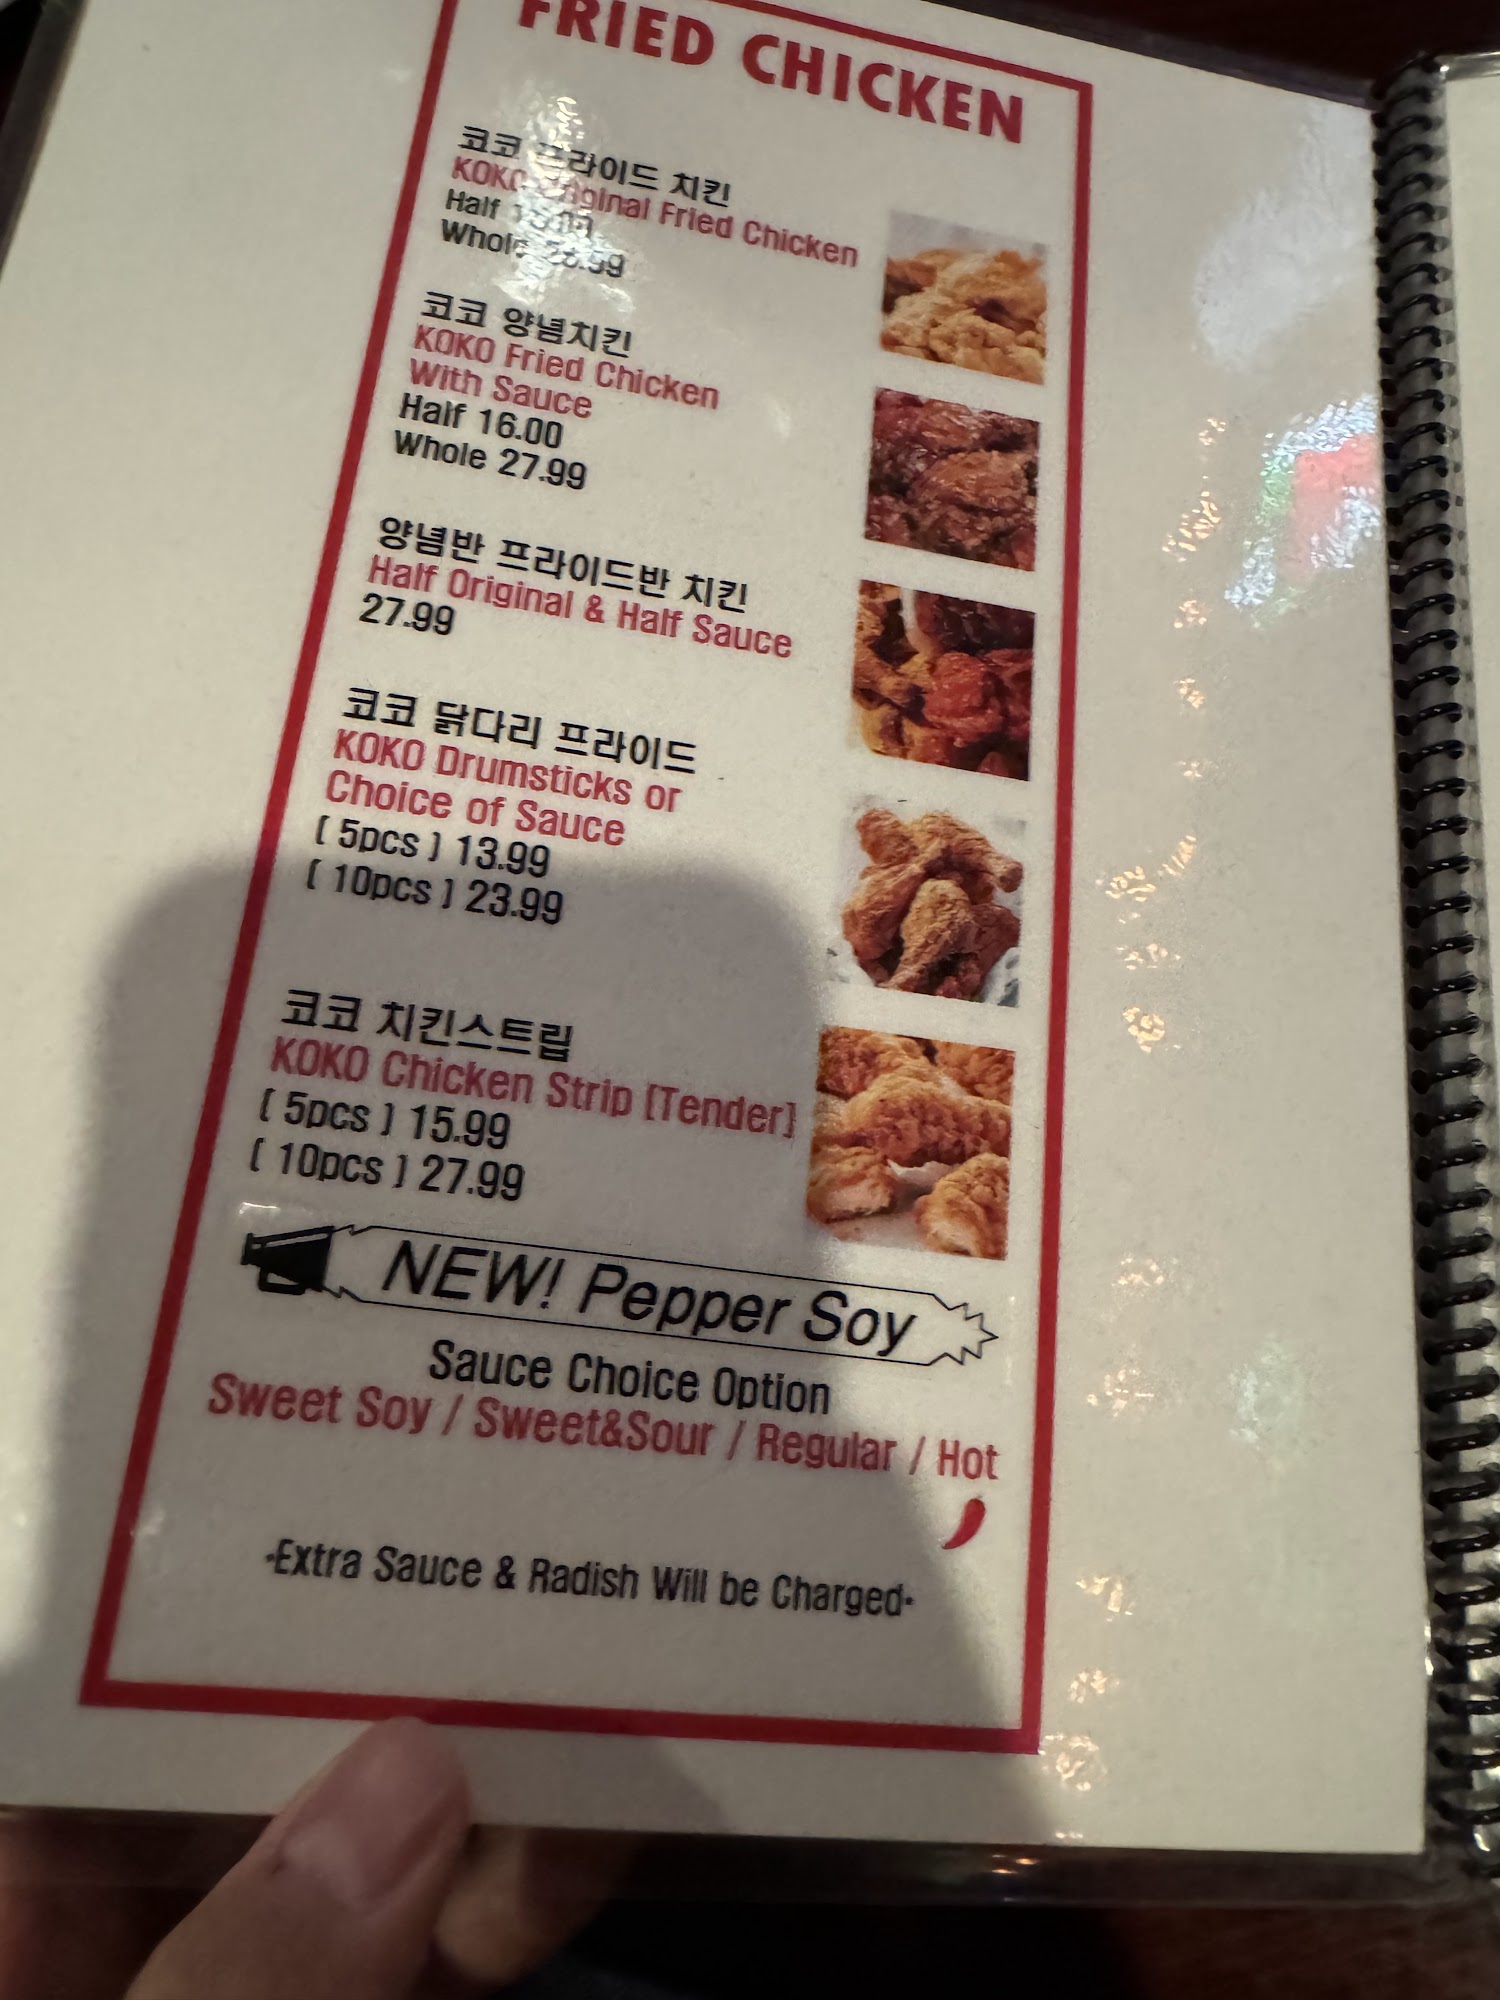 FRIED CHICKEN
코코 프라이드 치킨
KOKO Original Fried Chicken
Half
Whole
코코 양념치킨
KOKO Fried Chicken
With Sauce
Half 16.00
Whole 27.99
양념반 프라이드반 치킨
Half Original & Half Sauce
27.99
코코 닭다리 프라이드
KOKO Drumsticks or
Choice of Sauce
( 5pcs ) 13.99
( 10pcs ) 23.99
코코 치킨스트립
KOKO Chicken Strip (Tender)
( 5pcs ) 15.99
( 10pcs ) 27.99
NEW! Pepper Soy
Sauce Choice Option
Sweet Soy / Sweet&Sour / Regular / Hot
-Extra Sauce & Radish Will be Charged-